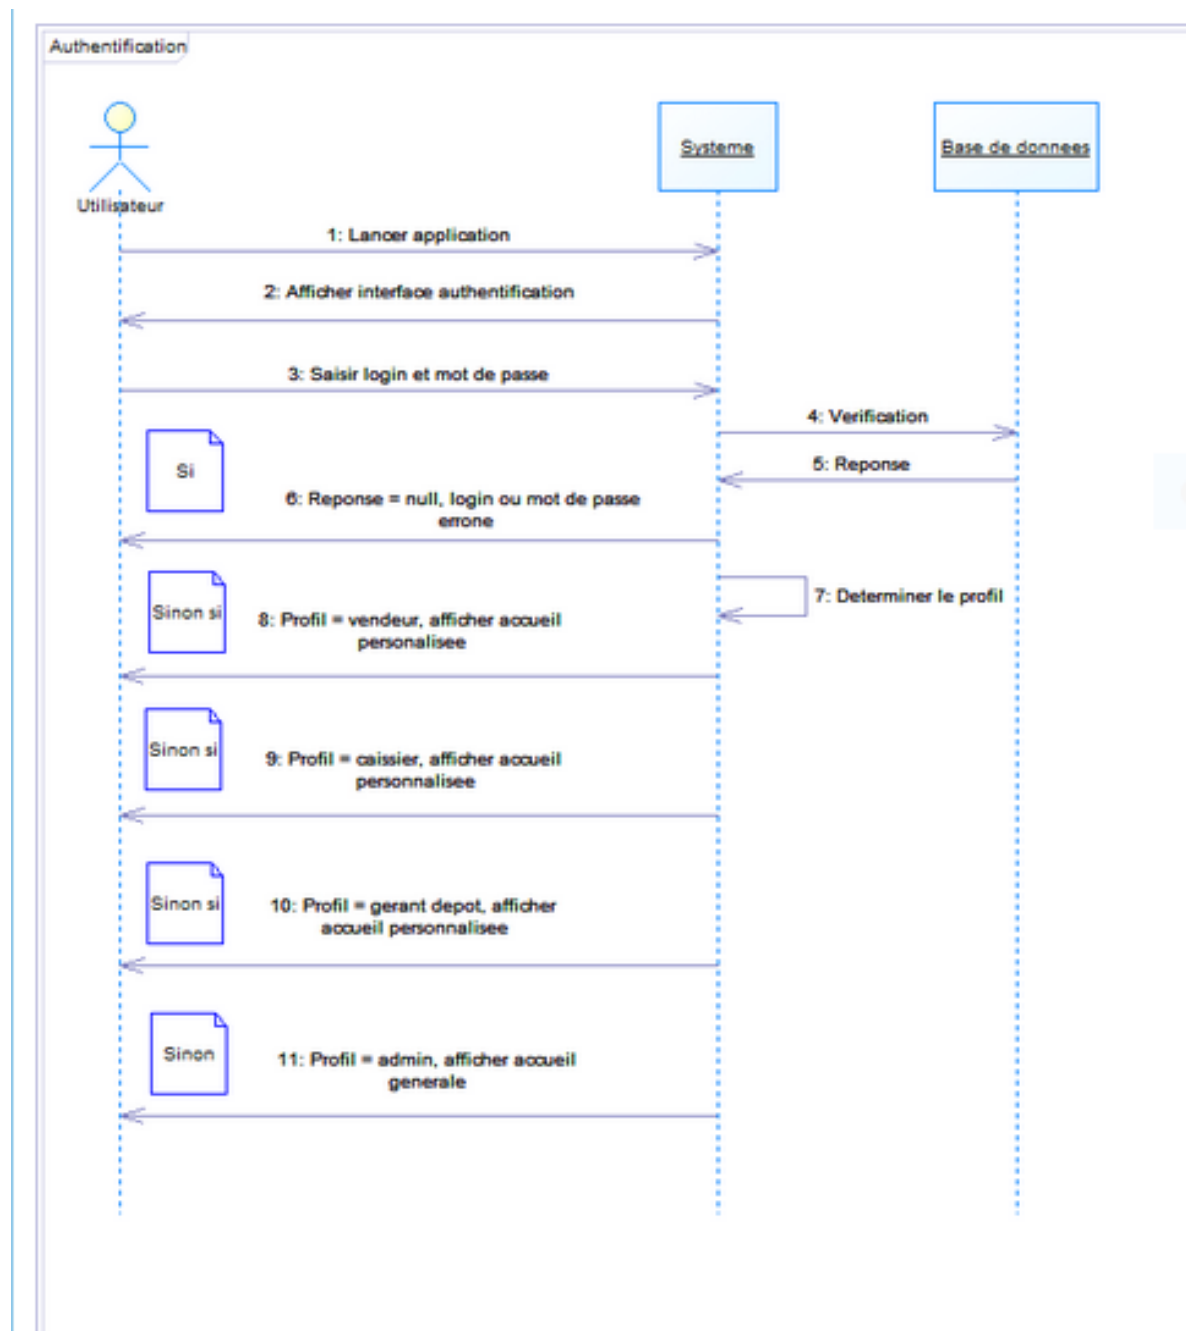 Authentification
Systeme
Base de donnees
Utilisateur
1: Lancer application
2: Afficher interface authentification
3: Saisir login et mot de passe
4: Verification
5: Reponse
Si
6: Reponse = null, login ou mot de passe
errone
7: Determiner le profil
Sinon si
8: Profil = vendeur, afficher accueil
personalisee
Sinon si
9: Profil = caissier, afficher accueil
personnalisee
Sinon si
10: Profil = gerant depot, afficher
accueil personnalisee
Sinon
11: Profil = admin, afficher accueil
generale